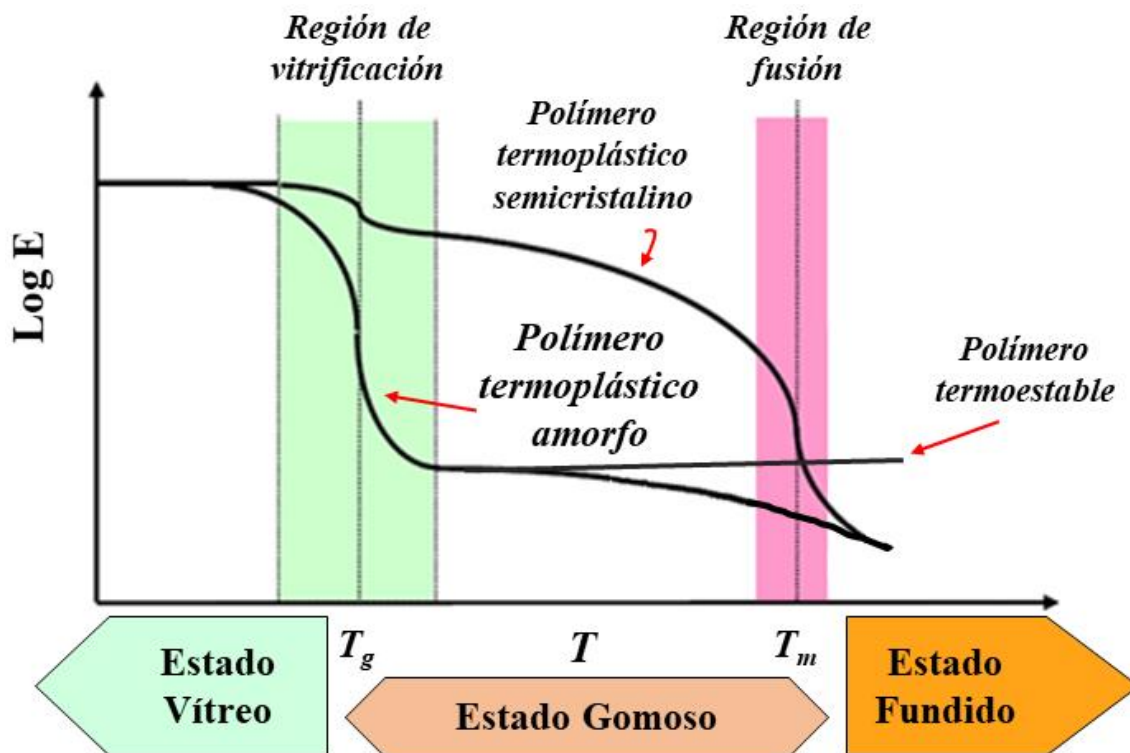 Región de
vitrificación
Región de
fusión
Polímero
termoplástico
semicristalino
Log E
Polímero
termoplástico
amorfo
Polímero
termoestable
Tg
T
Tm
Estado
Vítreo
Estado Gomoso
Estado
Fundido